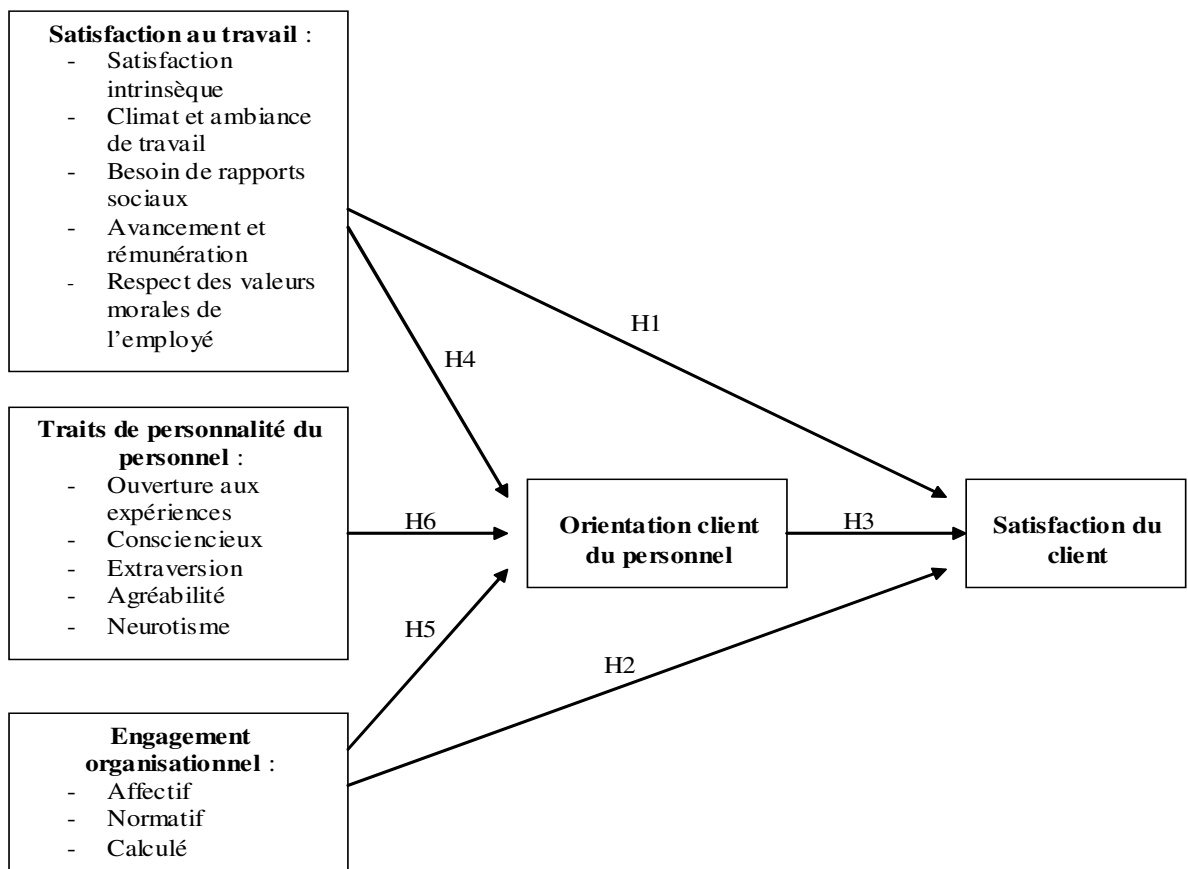 Satisfaction au travail :
- Satisfaction
intrinsèque
- Climat et ambiance
de travail
- Besoin de rapports
sociaux
- Avancement et
rémunération
- Respect des valeurs
morales de
l'employé
H1
H4
Traits de personnalité du
personnel :
- Ouverture aux
expériences
- Consciencieux
- Extraversion
- Agréabilité
- Neurotisme
H6
Orientation client
du personnel
H3
Satisfaction du
client
H5
H2
Engagement
organisationnel :
- Affectif
- Normatif
- Calculé